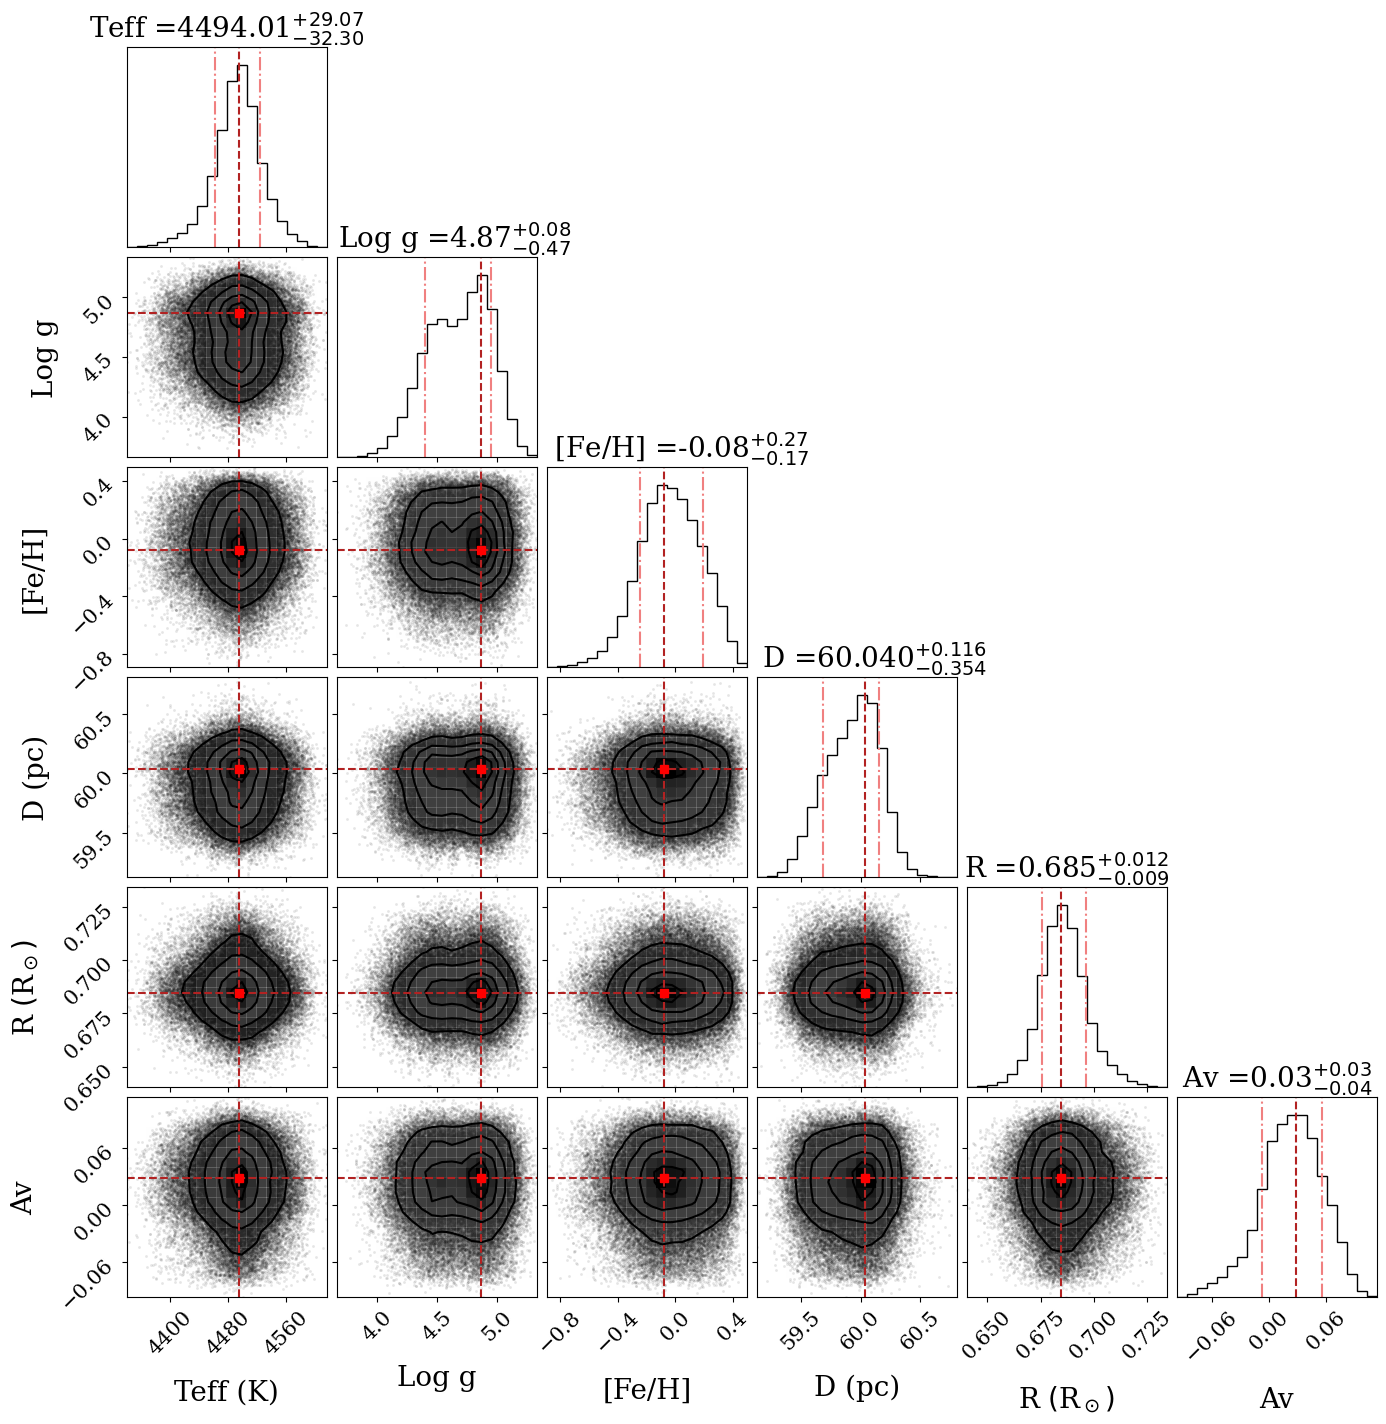 Teff =4494.01+29.07 −32.30
Log g =4.87+0.08 −0.47
5.0
4.5
4.0
Log g
[Fe/H] =-0.08+0.27 −0.17
0.4
0.0
−0.4
−0.8
[Fe/H]
D =60.040+0.116 −0.354
60.5
60.0
59.5
D (pc)
R =0.685+0.012 −0.009
0.725
0.700
0.675
0.650
R (R⊙)
Av =0.03+0.03 −0.04
0.06
0.00
−0.06
Av
4400 4480 4560 4.0 4.5 5.0 −0.8 −0.4 0.0 0.4 59.5 60.0 60.5 0.650 0.675 0.700 0.725 −0.06 0.00 0.06
Teff (K) Log g [Fe/H] D (pc) R (R⊙) Av